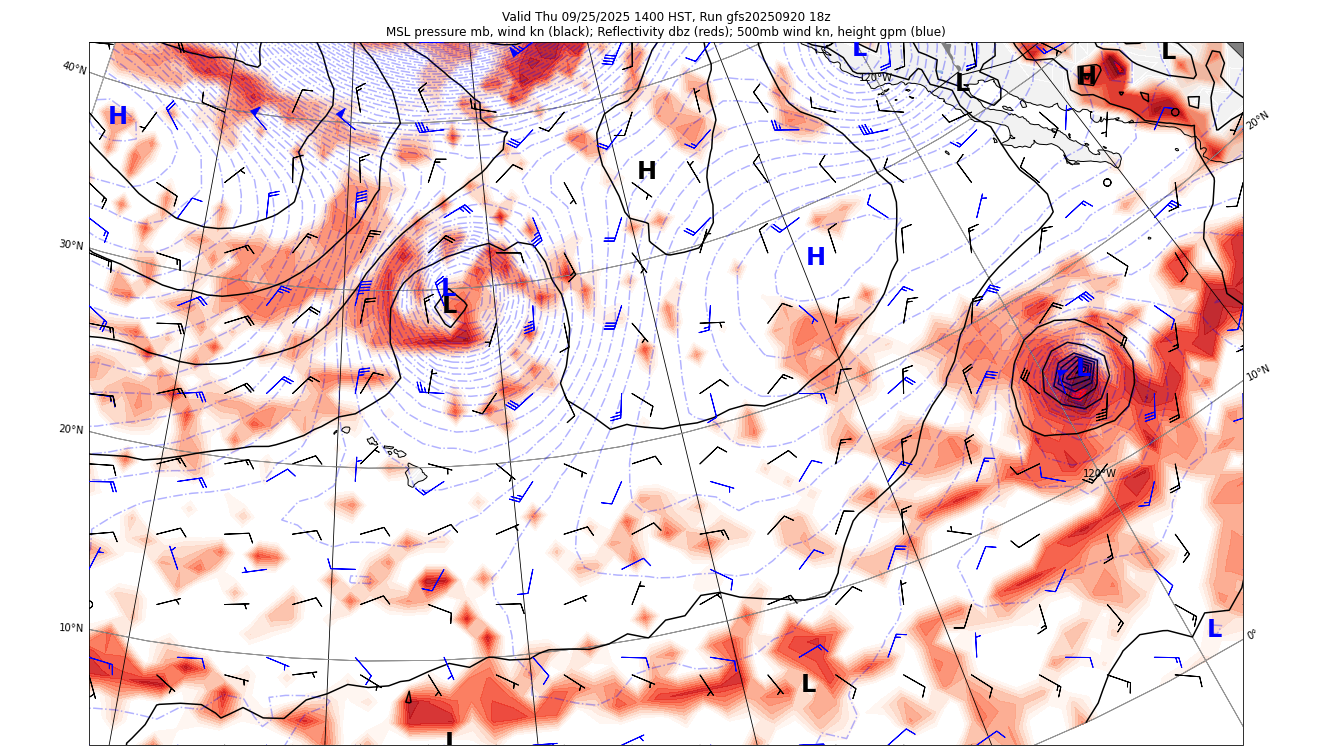 Valid Thu 09/25/2025 1400 HST, Run gfs20250920 18z
MSL pressure mb, wind kn (black); Reflectivity dbz (reds); 500mb wind kn, height gpm (blue)
L
L
40°N
120°W
L
H
H
20°N
H
30°N
H
L
L
L
10°N
20°N
120°W
10°N
L
0°
L
L